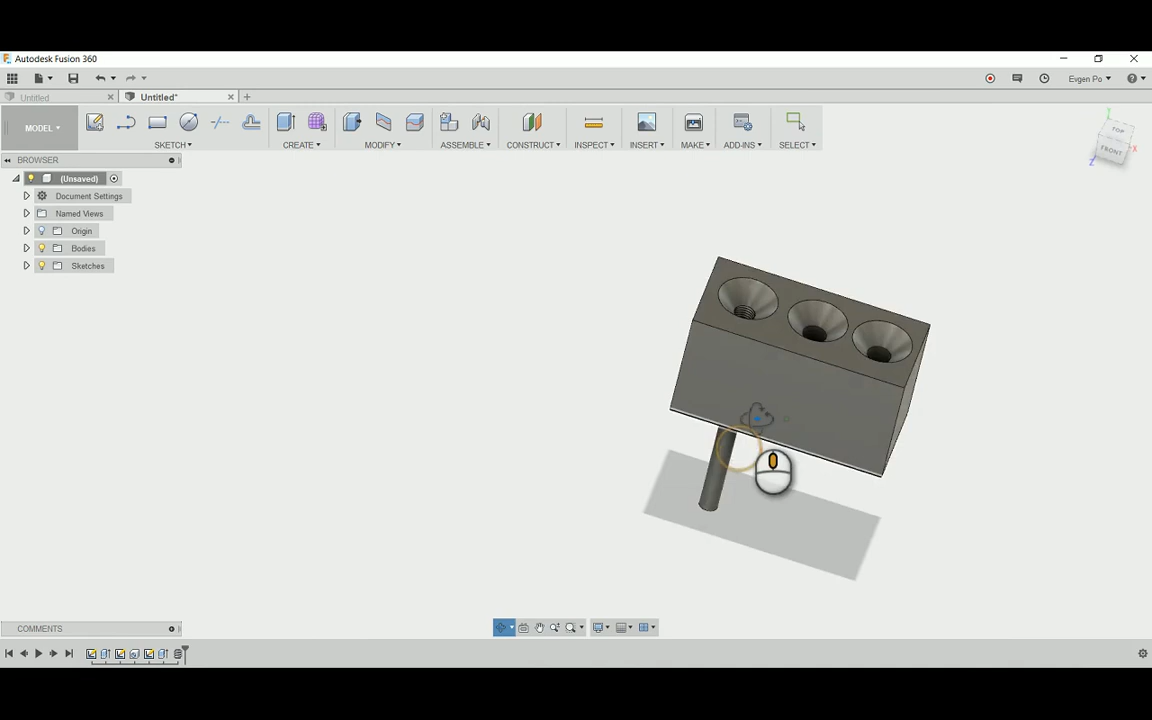 Autodesk Fusion 360
Evgen Po
Untitled
Untitled*
MODEL
SKETCH
CREATE
MODIFY
ASSEMBLE
CONSTRUCT
INSPECT
INSERT
MAKE
ADD-INS
SELECT
TOP
FRONT
X
Z
BROWSER
(Unsaved)
Document Settings
Named Views
Origin
Bodies
Sketches
COMMENTS